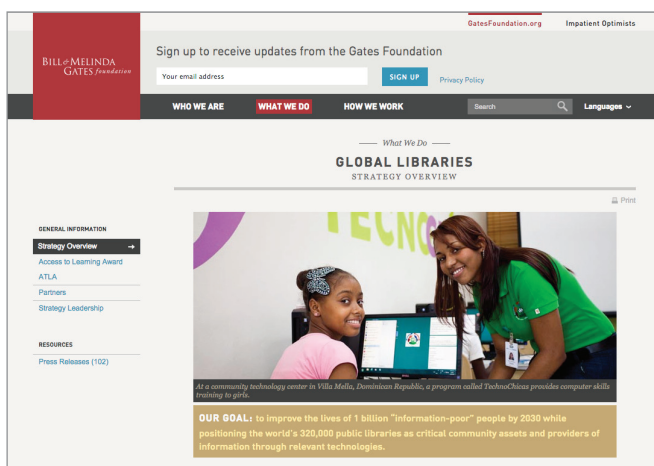 GatesFoundation.org Impatient Optimists
BILL & MELINDA
GATES foundation
Sign up to receive updates from the Gates Foundation
Your email address
SIGN UP
Privacy Policy
WHO WE ARE WHAT WE DO HOW WE WORK Search Languages
What We Do
GLOBAL LIBRARIES
STRATEGY OVERVIEW
Print
GENERAL INFORMATION
Strategy Overview →
Access to Learning Award
ATLA
Partners
Strategy Leadership
RESOURCES
Press Releases (102)
TECNO
At a community technology center in Villa Mella, Dominican Republic, a program called TechnoChicas provides computer skills
training to girls.
OUR GOAL: to improve the lives of 1 billion “information-poor” people by 2030 while
positioning the world’s 320,000 public libraries as critical community assets and providers of
information through relevant technologies.